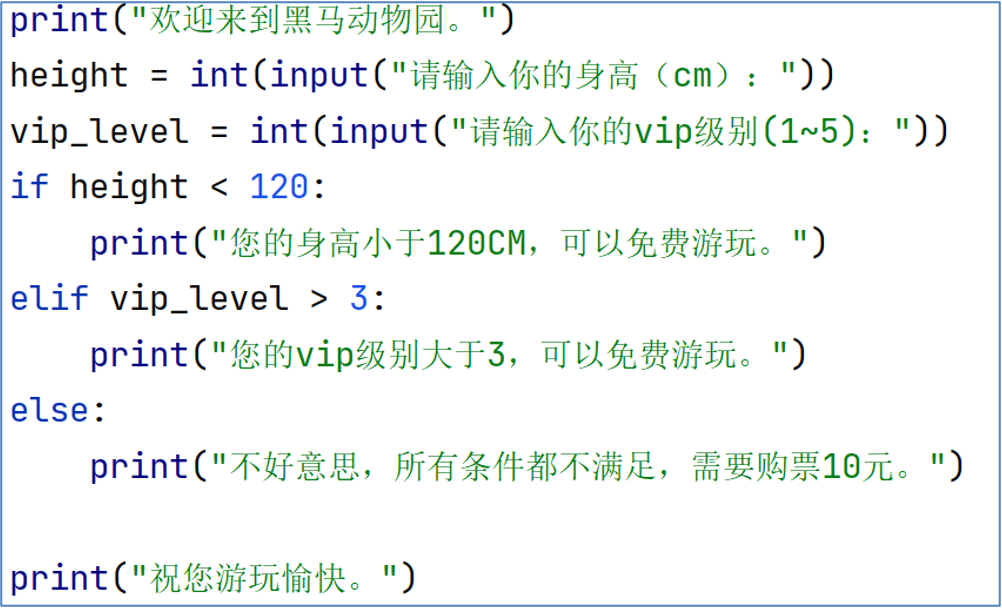 print("欢迎来到黑马动物园。")
height = int(input("请输入你的身高（cm）："))
vip_level = int(input("请输入你的vip级别(1~5)："))
if height < 120:
    print("您的身高小于120CM，可以免费游玩。")
elif vip_level > 3:
    print("您的vip级别大于3，可以免费游玩。")
else:
    print("不好意思，所有条件都不满足，需要购票10元。")
print("祝您游玩愉快。")